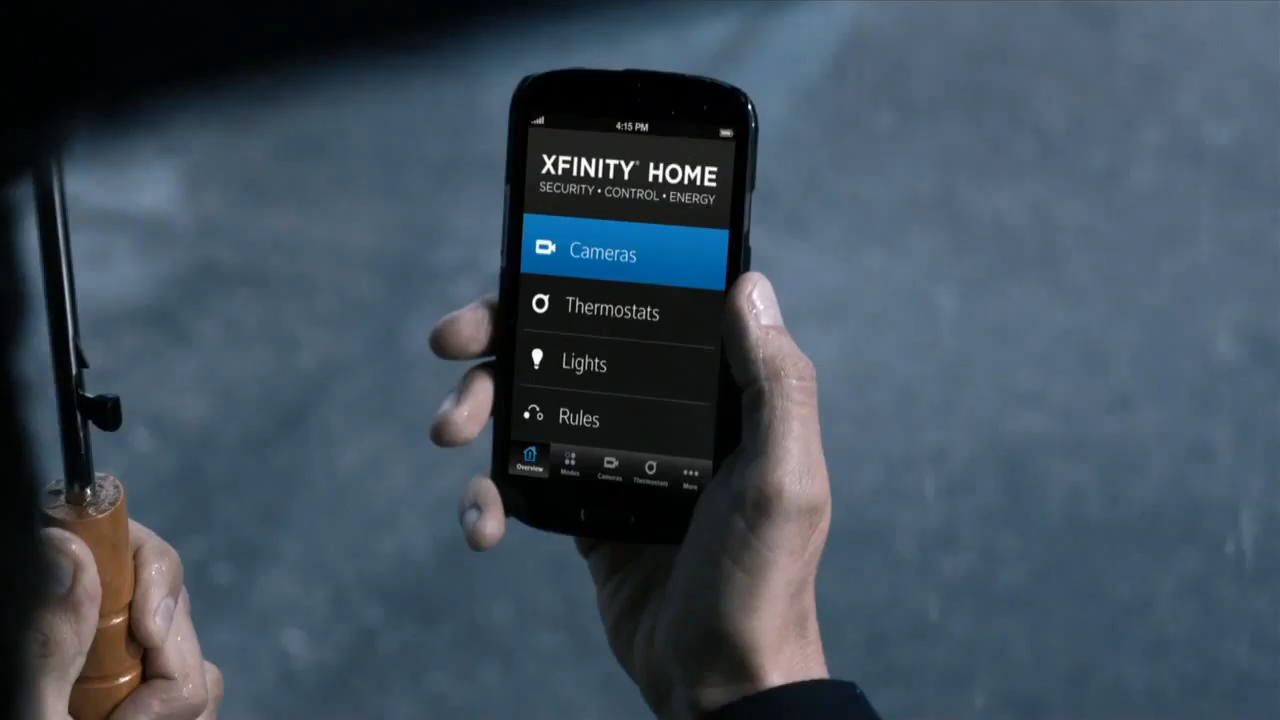 4:15 PM
XFINITY® HOME
SECURITY • CONTROL • ENERGY
Cameras
Thermostats
Lights
Rules
Overview Modes Cameras Thermostats More